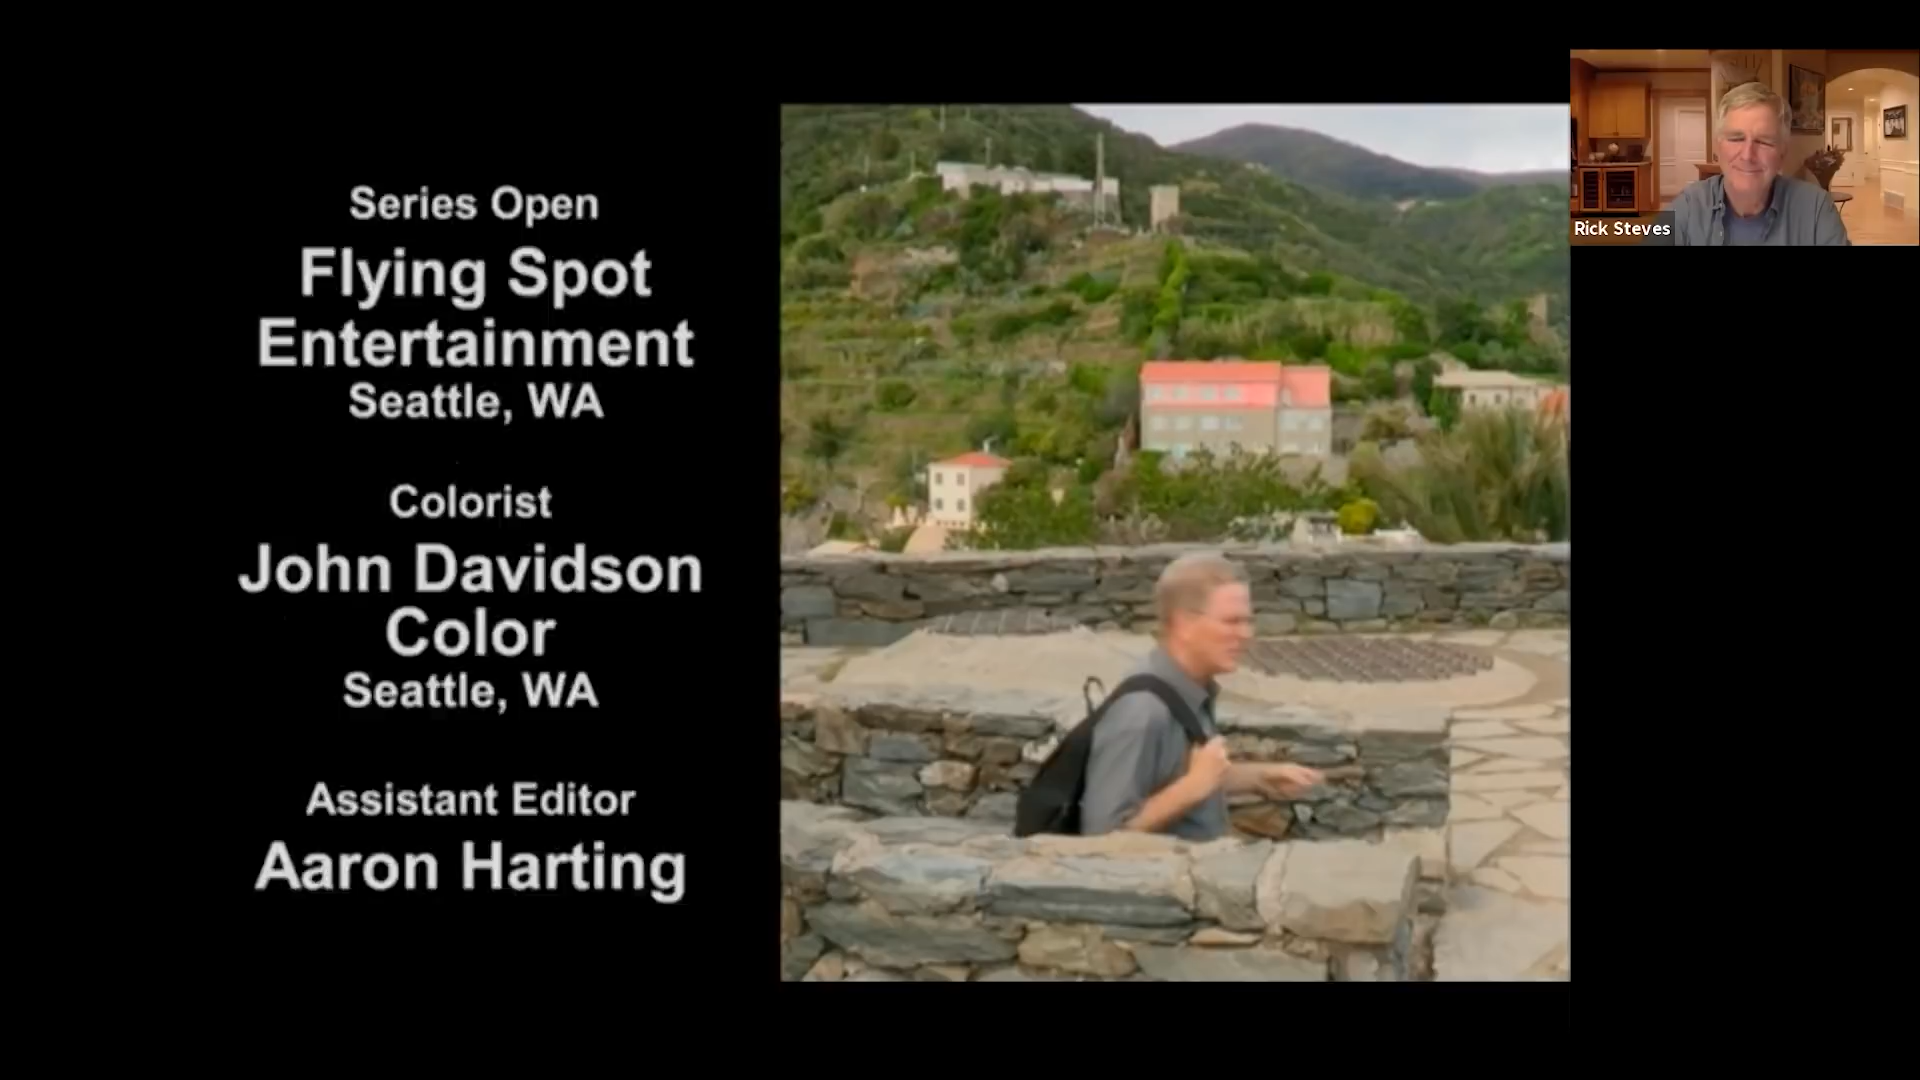 Series Open
Flying Spot
Entertainment
Seattle, WA
Colorist
John Davidson
Color
Seattle, WA
Assistant Editor
Aaron Harting
Rick Steves